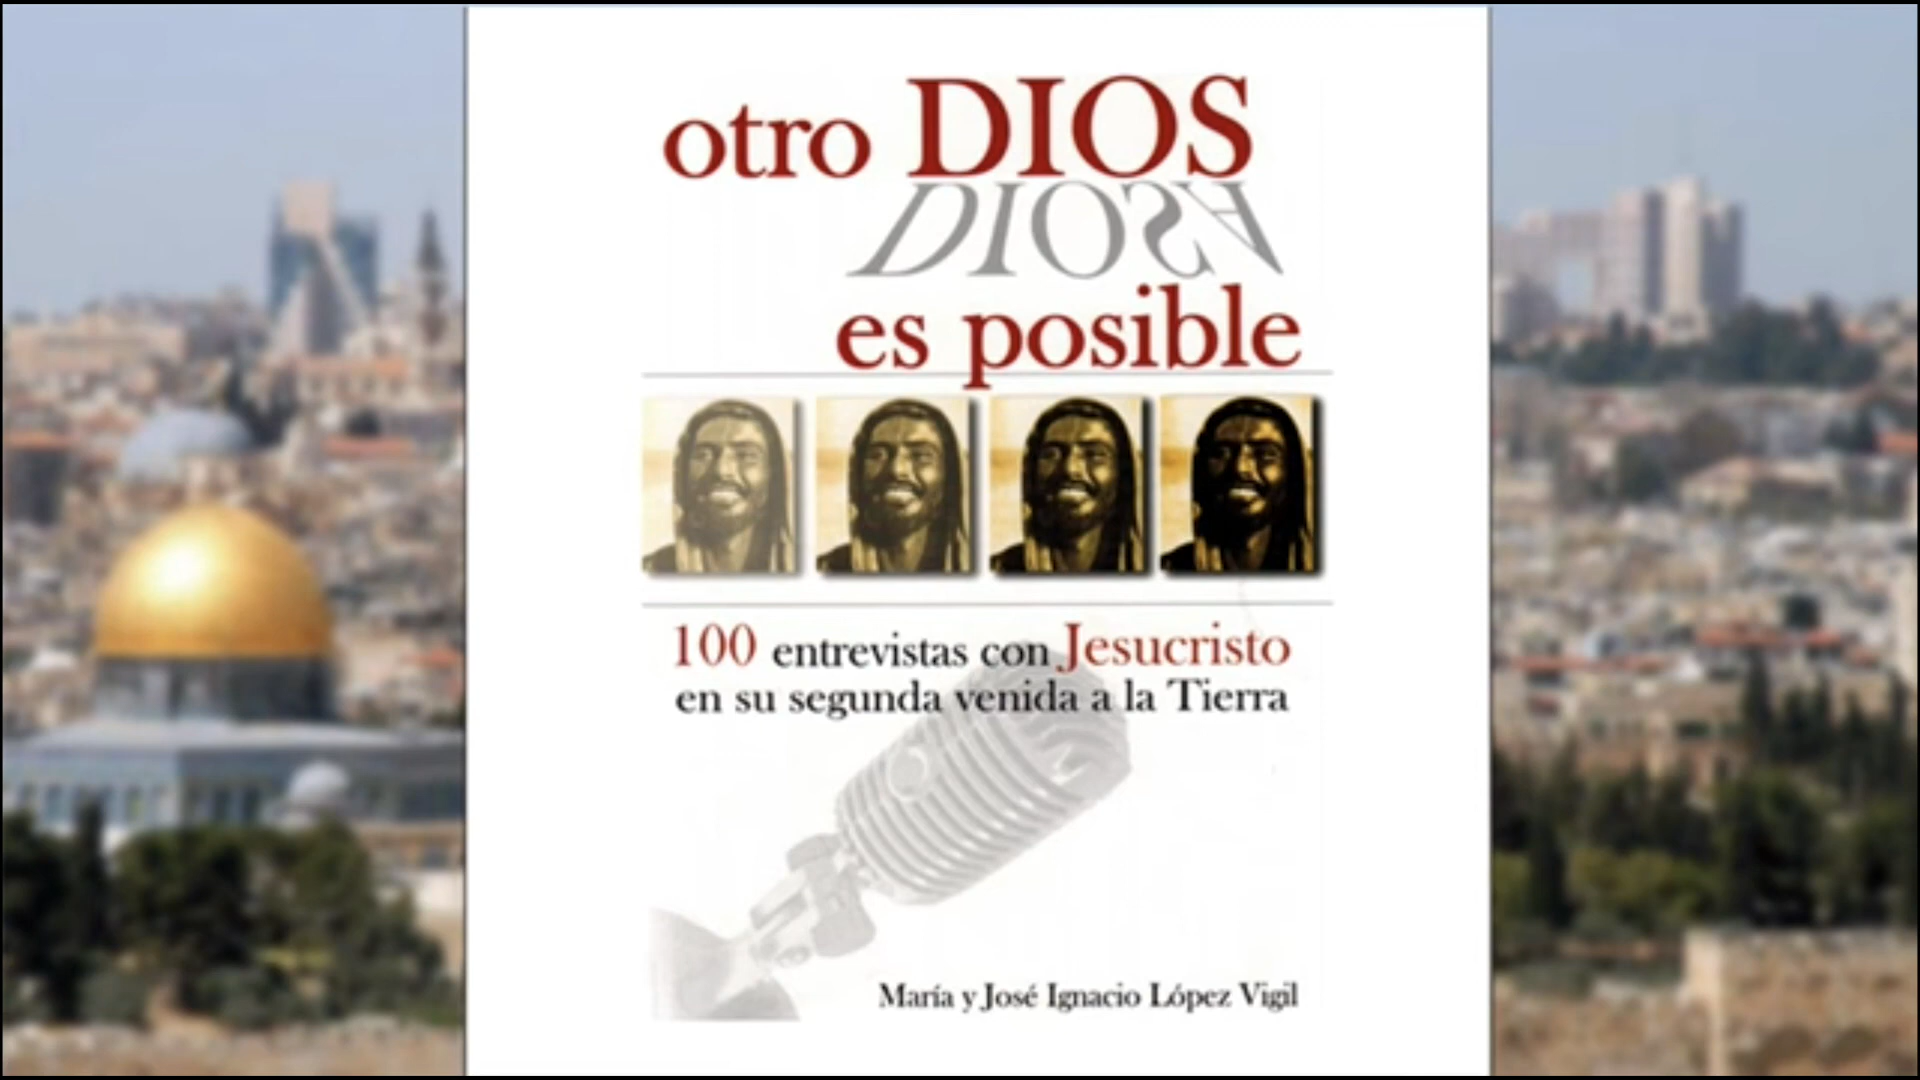 otro DIOS
DIOSA
es posible
100 entrevistas con Jesucristo
en su segunda venida a la Tierra
María y José Ignacio López Vigil